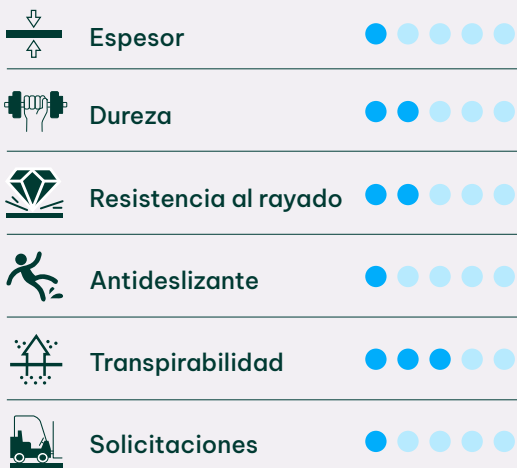 Espesor
Dureza
Resistencia al rayado
Antideslizante
Transpirabilidad
Solicitaciones